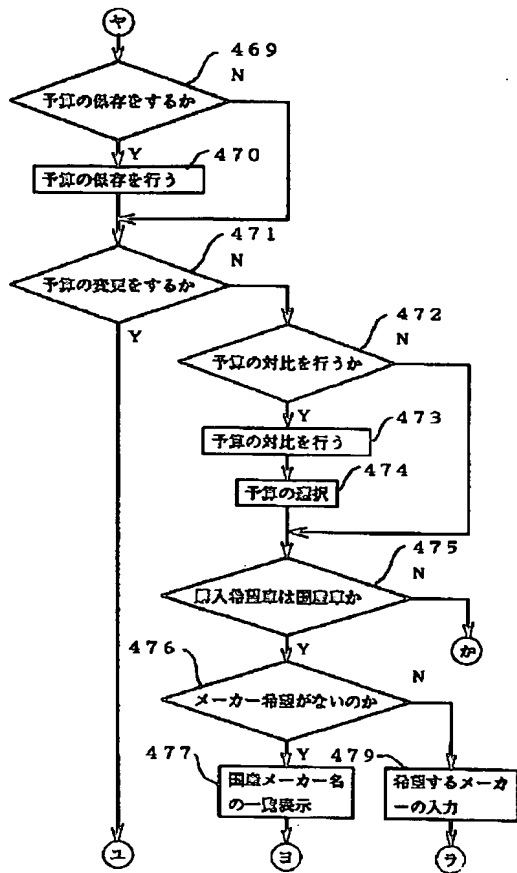 ヤ
469
N
予算の保存をするか
Y
470
予算の保存を行う
471
N
予算の変更をするか
Y
472
N
予算の対比を行うか
Y
473
予算の対比を行う
474
予算の選択
475
N
購入希望車は国産車か
か
Y
476
N
メーカー希望がないのか
Y
477
国産メーカー名
の一覧表示
479
希望するメーカ
ーの入力
ユ
ヨ
ラ